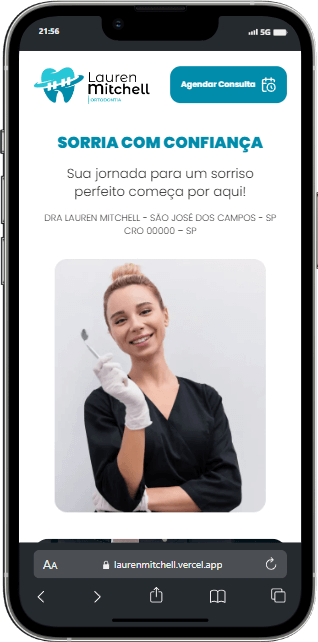 21:56
5G
Lauren
Mitchell
ORTODONTIA
Agendar Consulta
SORRIA COM CONFIANÇA
Sua jornada para um sorriso
perfeito começa por aqui!
DRA LAUREN MITCHELL - SÃO JOSÉ DOS CAMPOS - SP
CRO 00000 – SP
AA
laurenmitchell.vercel.app